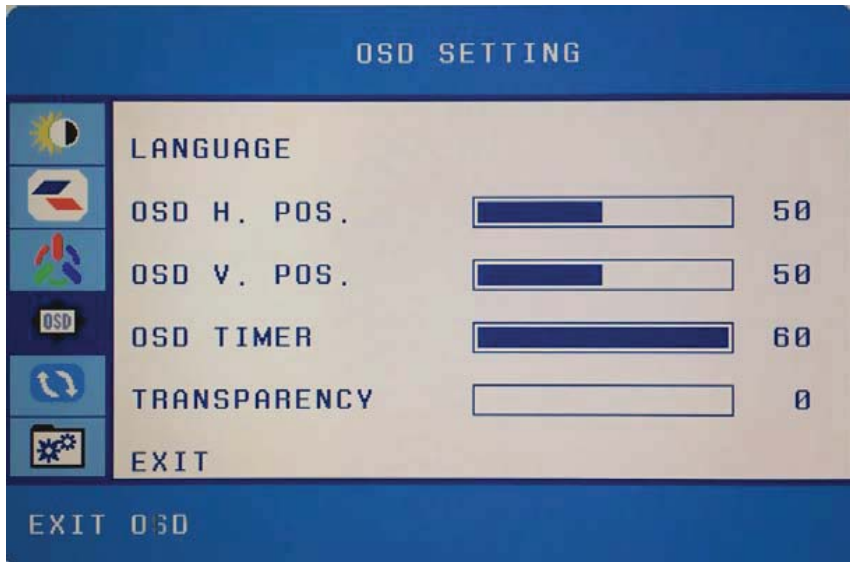 OSD SETTING
LANGUAGE
OSD H. POS. 50
OSD V. POS. 50
OSD
OSD TIMER 60
TRANSPARENCY 0
EXIT
EXIT OSD